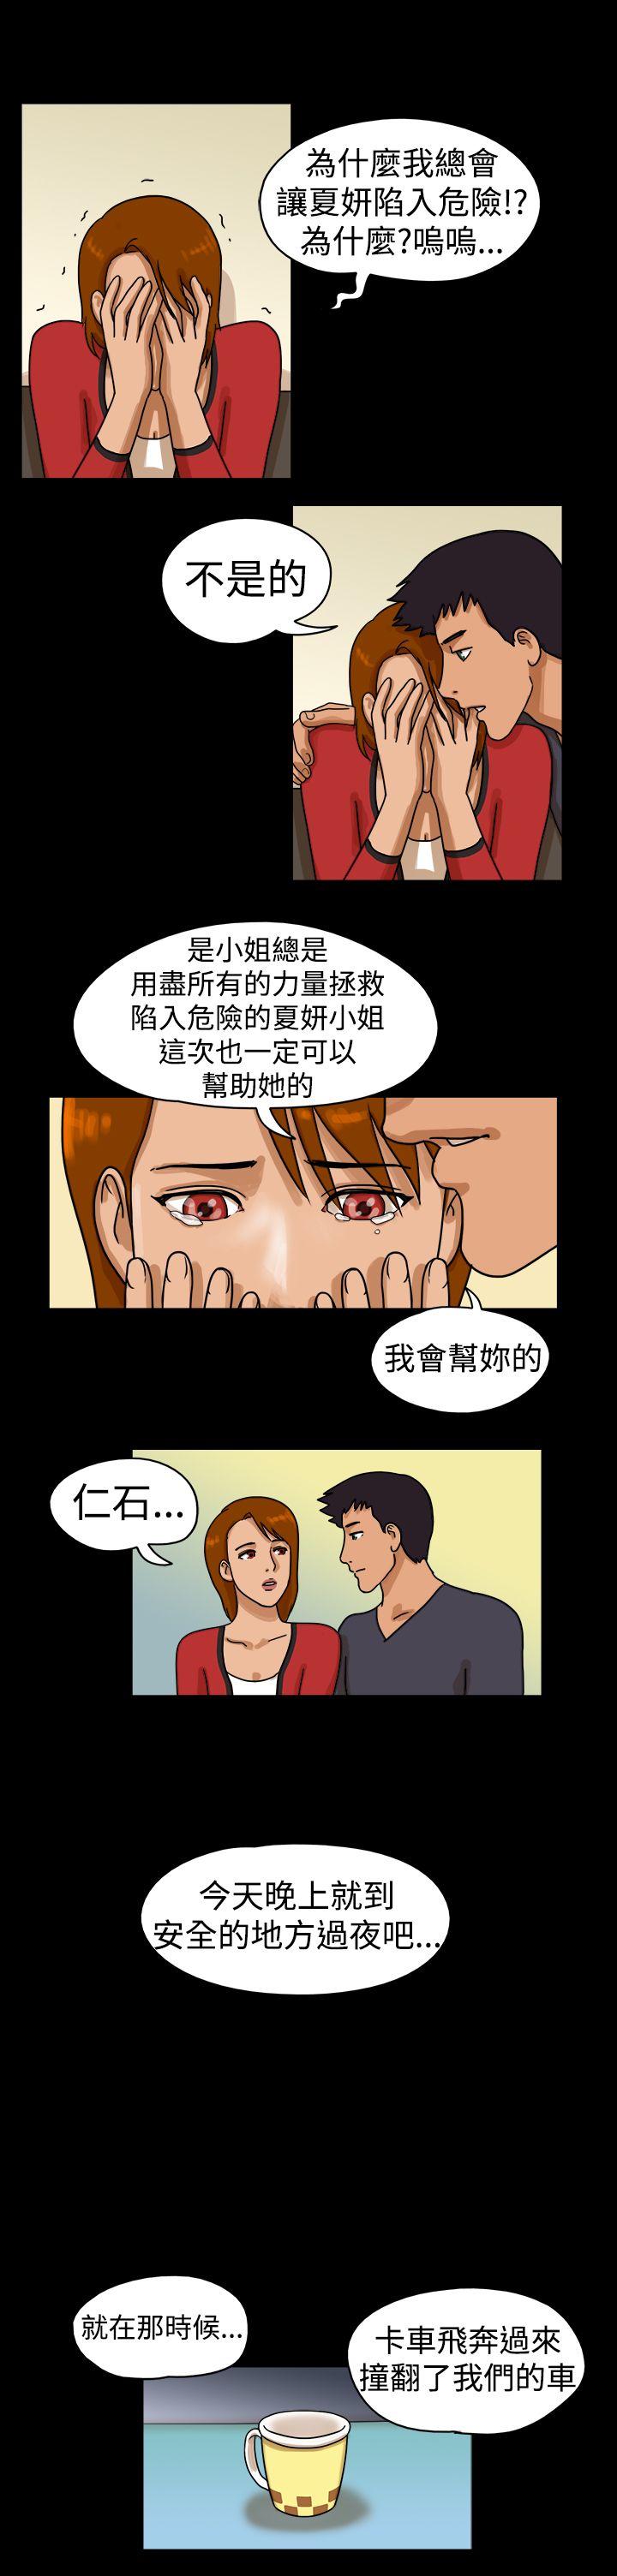 為什麼我總會
讓夏妍陷入危險!?
為什麼?嗚嗚...
不是的
是小姐總是
用盡所有的力量拯救
陷入危險的夏妍小姐
這次也一定可以
幫助她的
我會幫妳的
仁石...
今天晚上就到
安全的地方過夜吧...
就在那時候...
卡車飛奔過來
撞翻了我們的車